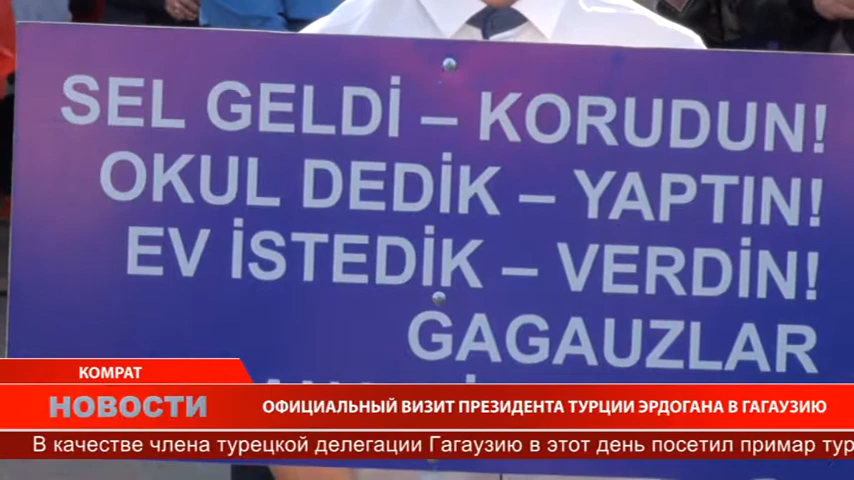 SEL GELDİ – KORUDUN!
OKUL DEDİK – YAPTIN!
EV İSTEDİK – VERDİN!
GAGAUZLAR
КОМРАТ
НОВОСТИ
ОФИЦИАЛЬНЫЙ ВИЗИТ ПРЕЗИДЕНТА ТУРЦИИ ЭРДОГАНА В ГАГАУЗИЮ
В качестве члена турецкой делегации Гагаузию в этот день посетил примар тур